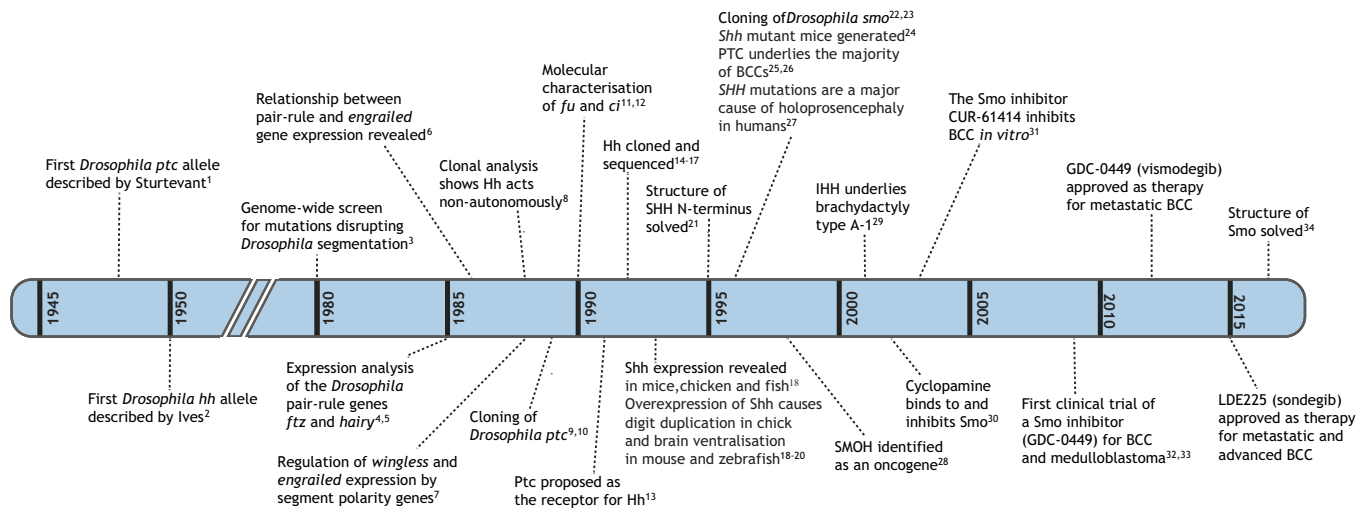 First Drosophila ptc allele
described by Sturtevant1
Genome-wide screen
for mutations disrupting
Drosophila segmentation3
Relationship between
pair-rule and engrailed
gene expression revealed6
Clonal analysis
shows Hh acts
non-autonomously8
Molecular
characterisation
of fu and ci11,12
Hh cloned and
sequenced14-17
Structure of
SHH N-terminus
solved21
Cloning ofDrosophila smo22,23
Shh mutant mice generated24
PTC underlies the majority
of BCCs25,26
SHH mutations are a major
cause of holoprosencephaly
in humans27
IHH underlies
brachydactyly
type A-129
The Smo inhibitor
CUR-61414 inhibits
BCC in vitro31
GDC-0449 (vismodegib)
approved as therapy
for metastatic BCC
Structure of
Smo solved34
1945
1950
1980
1985
1990
1995
2000
2005
2010
2015
First Drosophila hh allele
described by Ives2
Expression analysis
of the Drosophila
pair-rule genes
ftz and hairy4,5
Regulation of wingless and
engrailed expression by
segment polarity genes7
Cloning of
Drosophila ptc9,10
Ptc proposed as
the receptor for Hh13
Shh expression revealed
in mice,chicken and fish18
Overexpression of Shh causes
digit duplication in chick
and brain ventralisation
in mouse and zebrafish18-20
SMOH identified
as an oncogene28
Cyclopamine
binds to and
inhibits Smo30
First clinical trial of
a Smo inhibitor
(GDC-0449) for BCC
and medulloblastoma32,33
LDE225 (sondegib)
approved as therapy
for metastatic and
advanced BCC